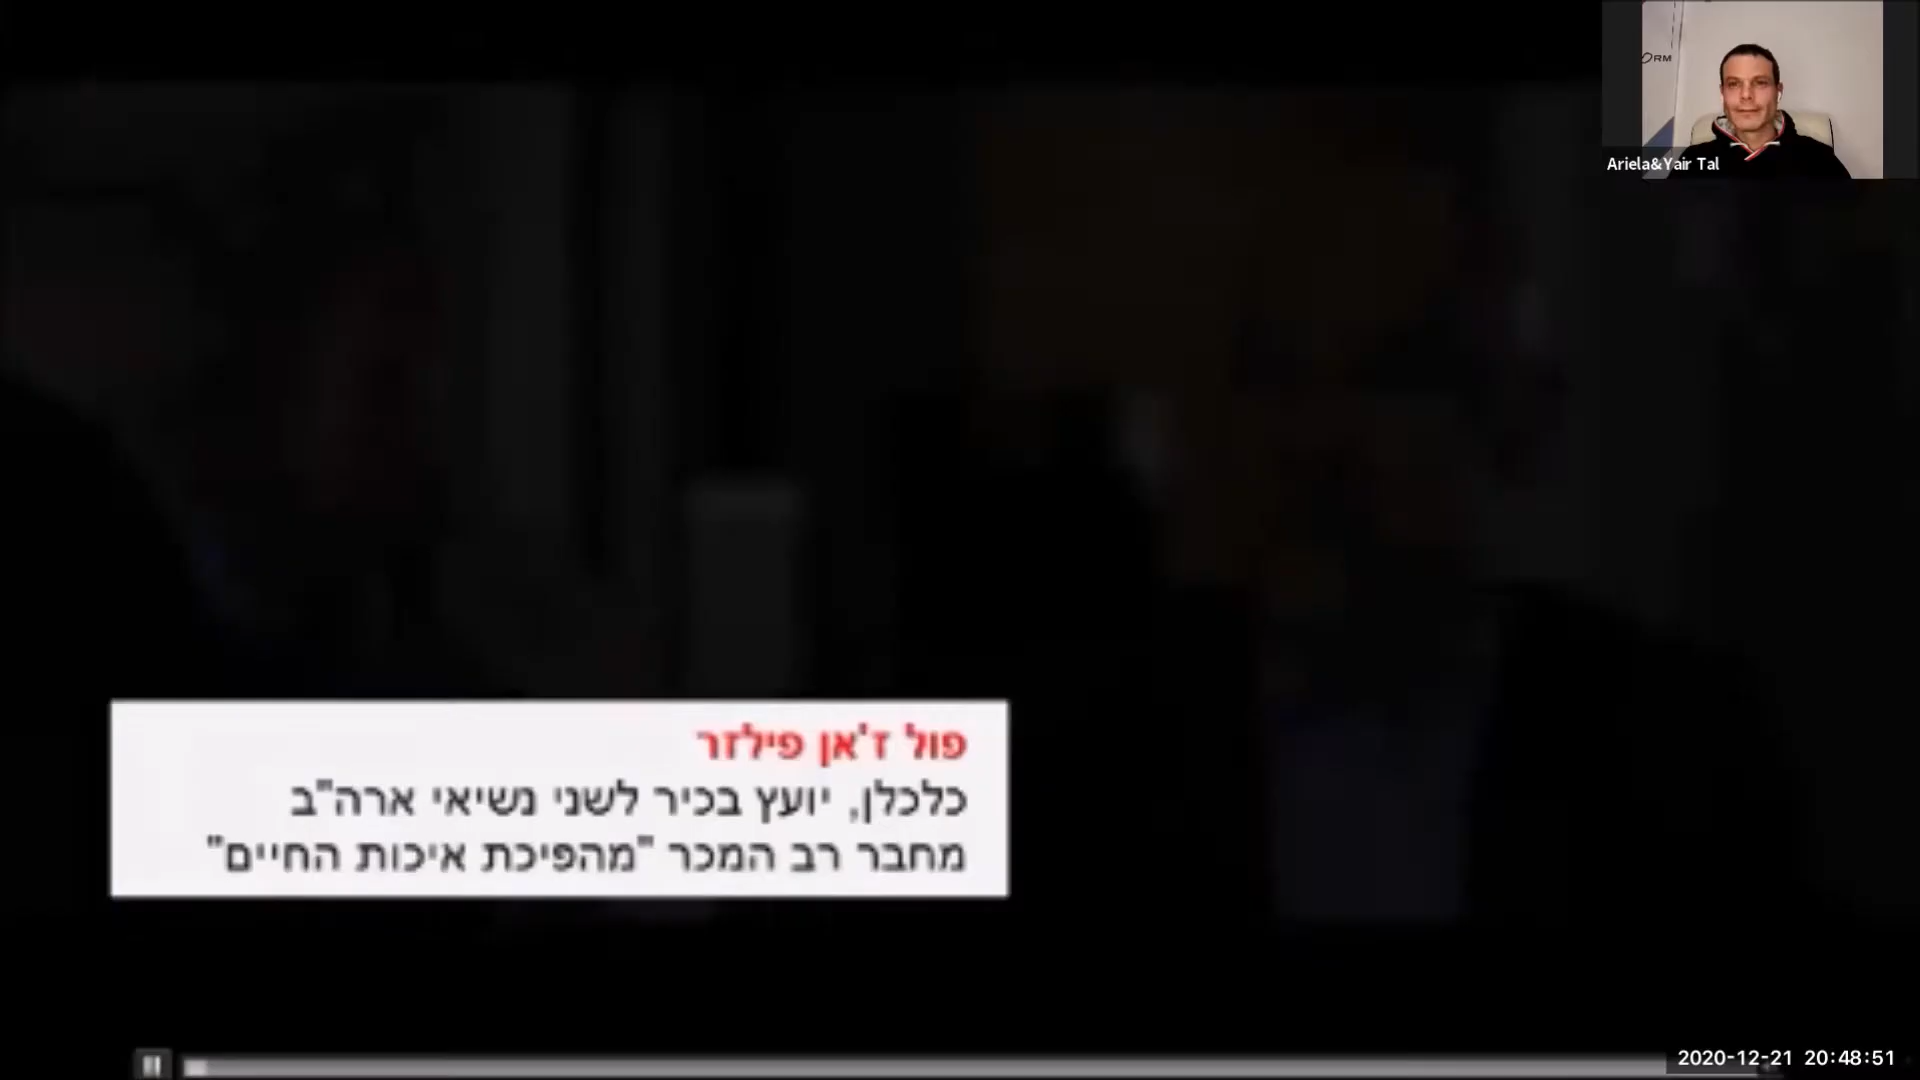 RM
Ariela&Yair Tal
פול ז'אן פילזר
כלכלן, יועץ בכיר לשני נשיאי ארה"ב
מחבר רב המכר "מהפיכת איכות החיים"
2020-12-21 20:48:51